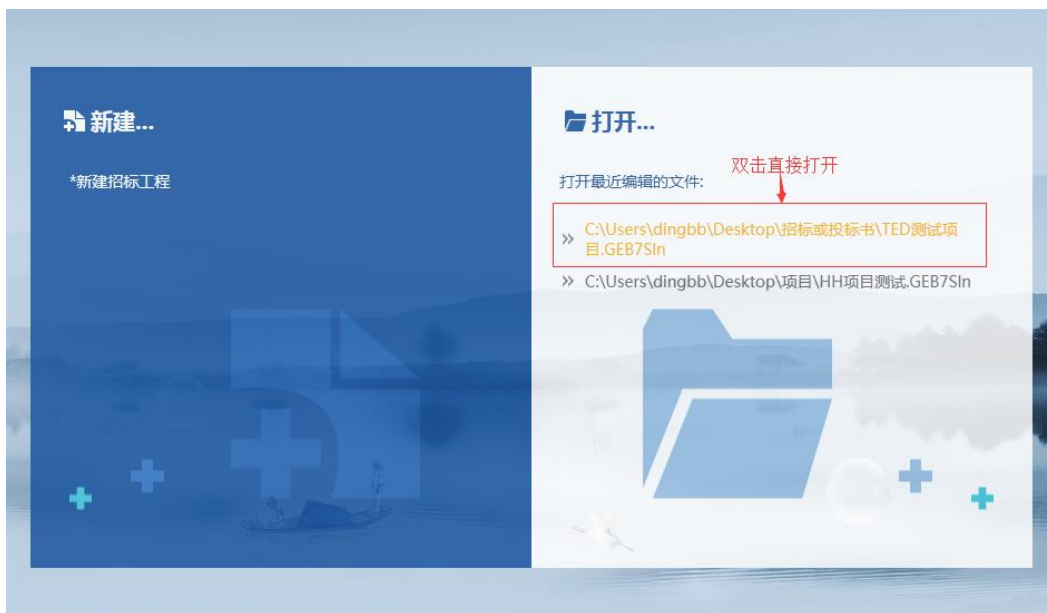 新建...
*新建招标工程
打开...
双击直接打开
打开最近编辑的文件:
» C:\Users\dingbb\Desktop\招标或投标书\TED测试项
目.GEB7Sln
» C:\Users\dingbb\Desktop\项目\HH项目测试.GEB7Sln